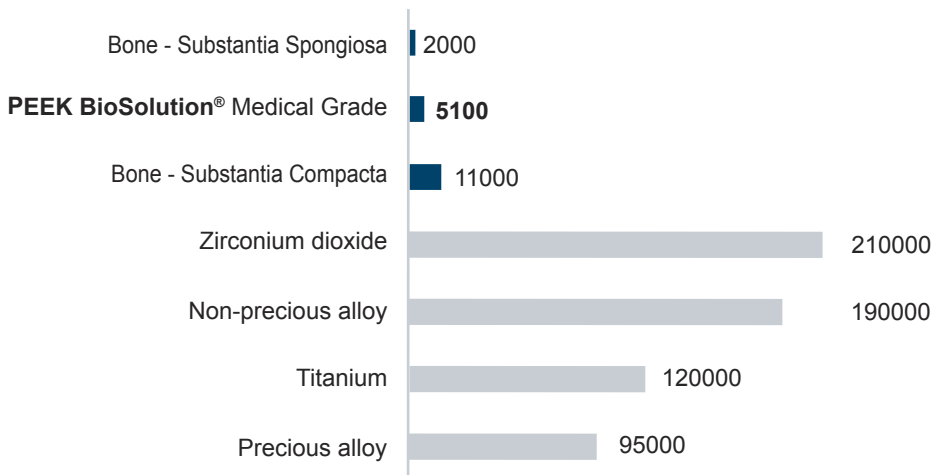 Bone - Substantia Spongiosa 2000
PEEK BioSolution® Medical Grade 5100
Bone - Substantia Compacta 11000
Zirconium dioxide 210000
Non-precious alloy 190000
Titanium 120000
Precious alloy 95000